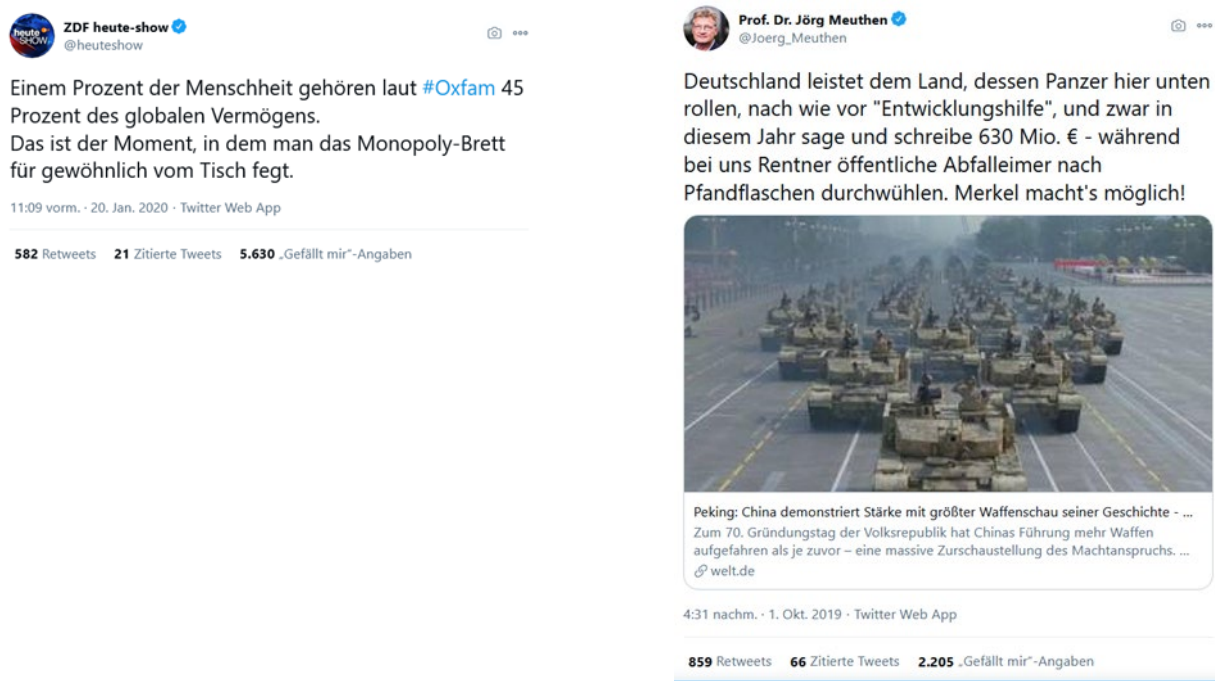 heute
SHOW
ZDF heute-show
@heuteshow
Einem Prozent der Menschheit gehören laut #Oxfam 45
Prozent des globalen Vermögens.
Das ist der Moment, in dem man das Monopoly-Brett
für gewöhnlich vom Tisch fegt.
11:09 vorm. · 20. Jan. 2020 · Twitter Web App
582 Retweets 21 Zitierte Tweets 5.630 „Gefällt mir“-Angaben
Prof. Dr. Jörg Meuthen
@Joerg_Meuthen
Deutschland leistet dem Land, dessen Panzer hier unten
rollen, nach wie vor "Entwicklungshilfe", und zwar in
diesem Jahr sage und schreibe 630 Mio. € - während
bei uns Rentner öffentliche Abfalleimer nach
Pfandflaschen durchwühlen. Merkel macht's möglich!
Peking: China demonstriert Stärke mit größter Waffenschau seiner Geschichte - ...
Zum 70. Gründungstag der Volksrepublik hat Chinas Führung mehr Waffen
aufgefahren als je zuvor – eine massive Zurschaustellung des Machtanspruchs. ...
welt.de
4:31 nachm. · 1. Okt. 2019 · Twitter Web App
859 Retweets 66 Zitierte Tweets 2.205 „Gefällt mir“-Angaben